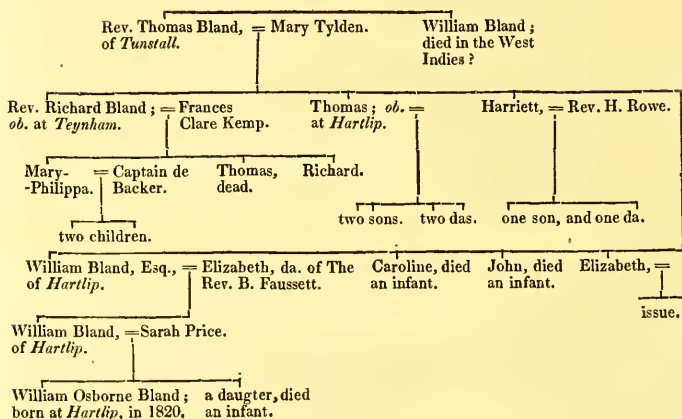 Rev. Thomas Bland, = Mary Tylden.
of Tunstall.
William Bland ;
died in the West
Indies ?
Rev. Richard Bland ; = Frances
ob. at Teynham. Clare Kemp.
Thomas ; ob. =
at Hartlip.
Harriett, = Rev. H. Rowe.
Mary- = Captain de
-Philippa. Backer.
Thomas,
dead.
Richard.
two sons. two das.
one son, and one da.
two children.
William Bland, Esq., = Elizabeth, da. of The
of Hartlip. Rev. B. Faussett.
Caroline, died
an infant.
John, died
an infant.
Elizabeth, =
issue.
William Bland, = Sarah Price.
of Hartlip.
William Osborne Bland ;
born at Hartlip, in 1820,
a daugter, died
an infant.